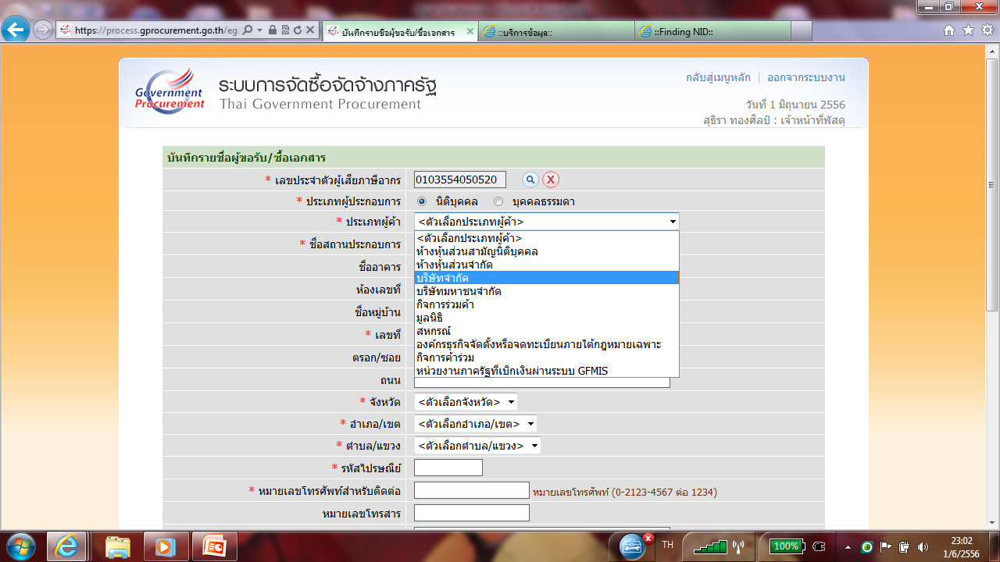 https://process.gprocurement.go.th/eg
บันทึกรายชื่อผู้ขอรับ/ซื้อเอกสาร
::บริการข้อมูล::
::Finding NID::
Government
Procurement
ระบบการจัดซื้อจัดจ้างภาครัฐ
Thai Government Procurement
กลับสู่เมนูหลัก | ออกจากระบบงาน
วันที่ 1 มิถุนายน 2556
สุธิรา ทองศิลป์ : เจ้าหน้าที่พัสดุ
บันทึกรายชื่อผู้ขอรับ/ซื้อเอกสาร
* เลขประจำตัวผู้เสียภาษีอากร 0103554050520
* ประเภทผู้ประกอบการ นิติบุคคล บุคคลธรรมดา
* ประเภทผู้ค้า <ตัวเลือกประเภทผู้ค้า>
<ตัวเลือกประเภทผู้ค้า>
ห้างหุ้นส่วนสามัญนิติบุคคล
ห้างหุ้นส่วนจำกัด
บริษัทจำกัด
บริษัทมหาชนจำกัด
กิจการร่วมค้า
มูลนิธิ
สหกรณ์
องค์กรธุรกิจจัดตั้งหรือจดทะเบียนภายใต้กฎหมายเฉพาะ
กิจการค้าร่วม
หน่วยงานภาครัฐที่เบิกเงินผ่านระบบ GFMIS
* ชื่อสถานประกอบการ
ชื่ออาคาร
ห้องเลขที่
ชื่อหมู่บ้าน
* เลขที่
ตรอก/ซอย
ถนน
* จังหวัด <ตัวเลือกจังหวัด>
* อำเภอ/เขต <ตัวเลือกอำเภอ/เขต>
* ตำบล/แขวง <ตัวเลือกตำบล/แขวง>
* รหัสไปรษณีย์
* หมายเลขโทรศัพท์สำหรับติดต่อ หมายเลขโทรศัพท์ (0-2123-4567 ต่อ 1234)
หมายเลขโทรสาร
TH
100%
23:02
1/6/2556